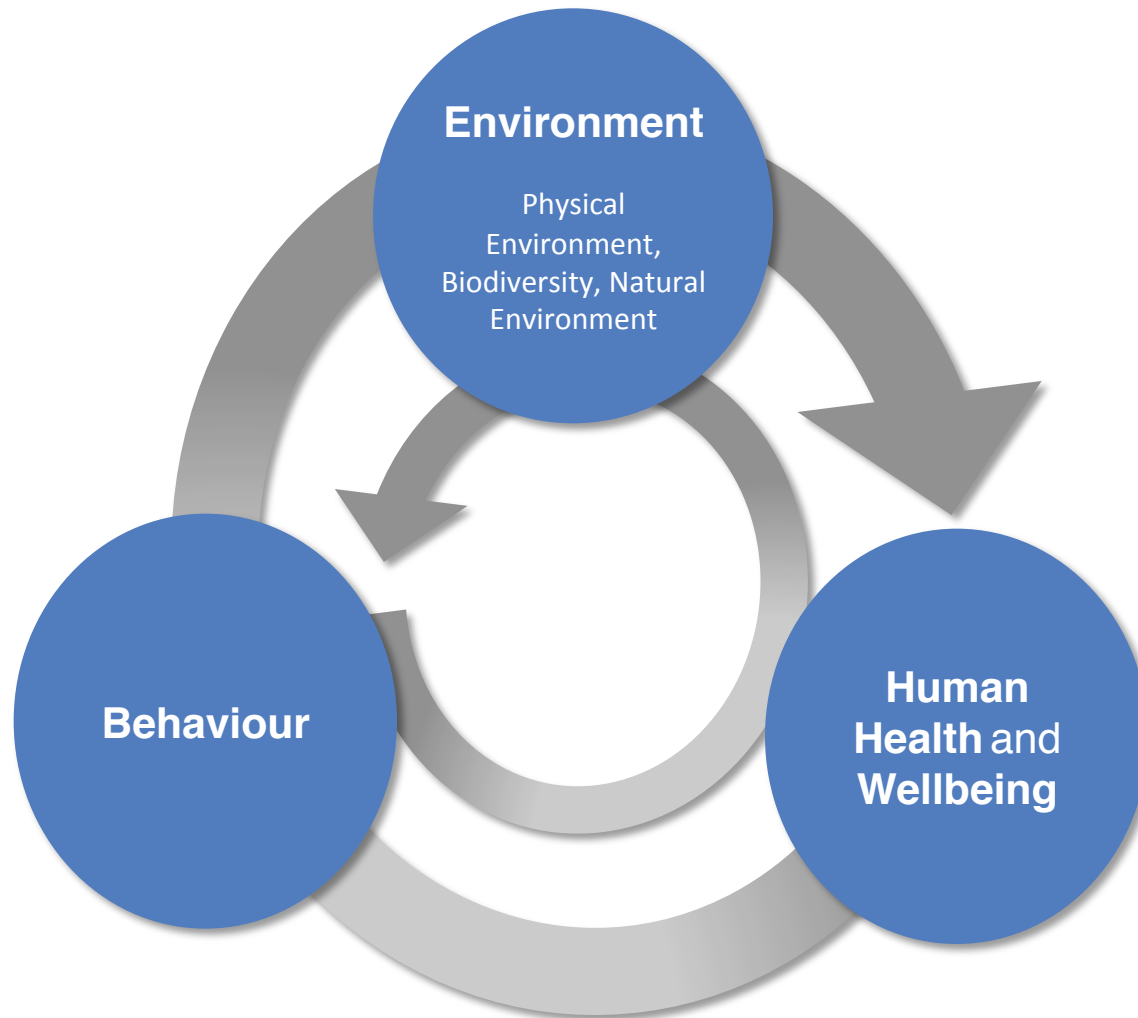 Environment
Physical
Environment,
Biodiversity, Natural
Environment
Behaviour
Human
Health and
Wellbeing